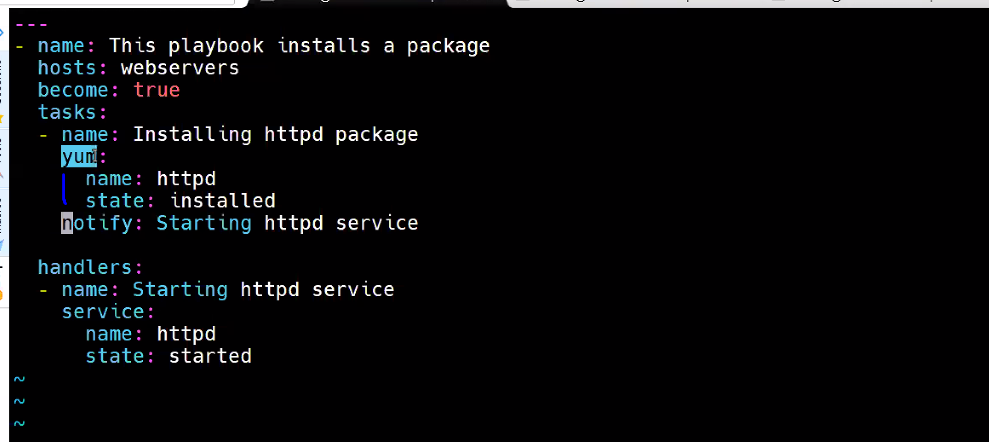 ---
- name: This playbook installs a package
  hosts: webservers
  become: true
  tasks:
  - name: Installing httpd package
    yum:
      name: httpd
      state: installed
    notify: Starting httpd service

  handlers:
  - name: Starting httpd service
    service:
      name: httpd
      state: started
~
~
~